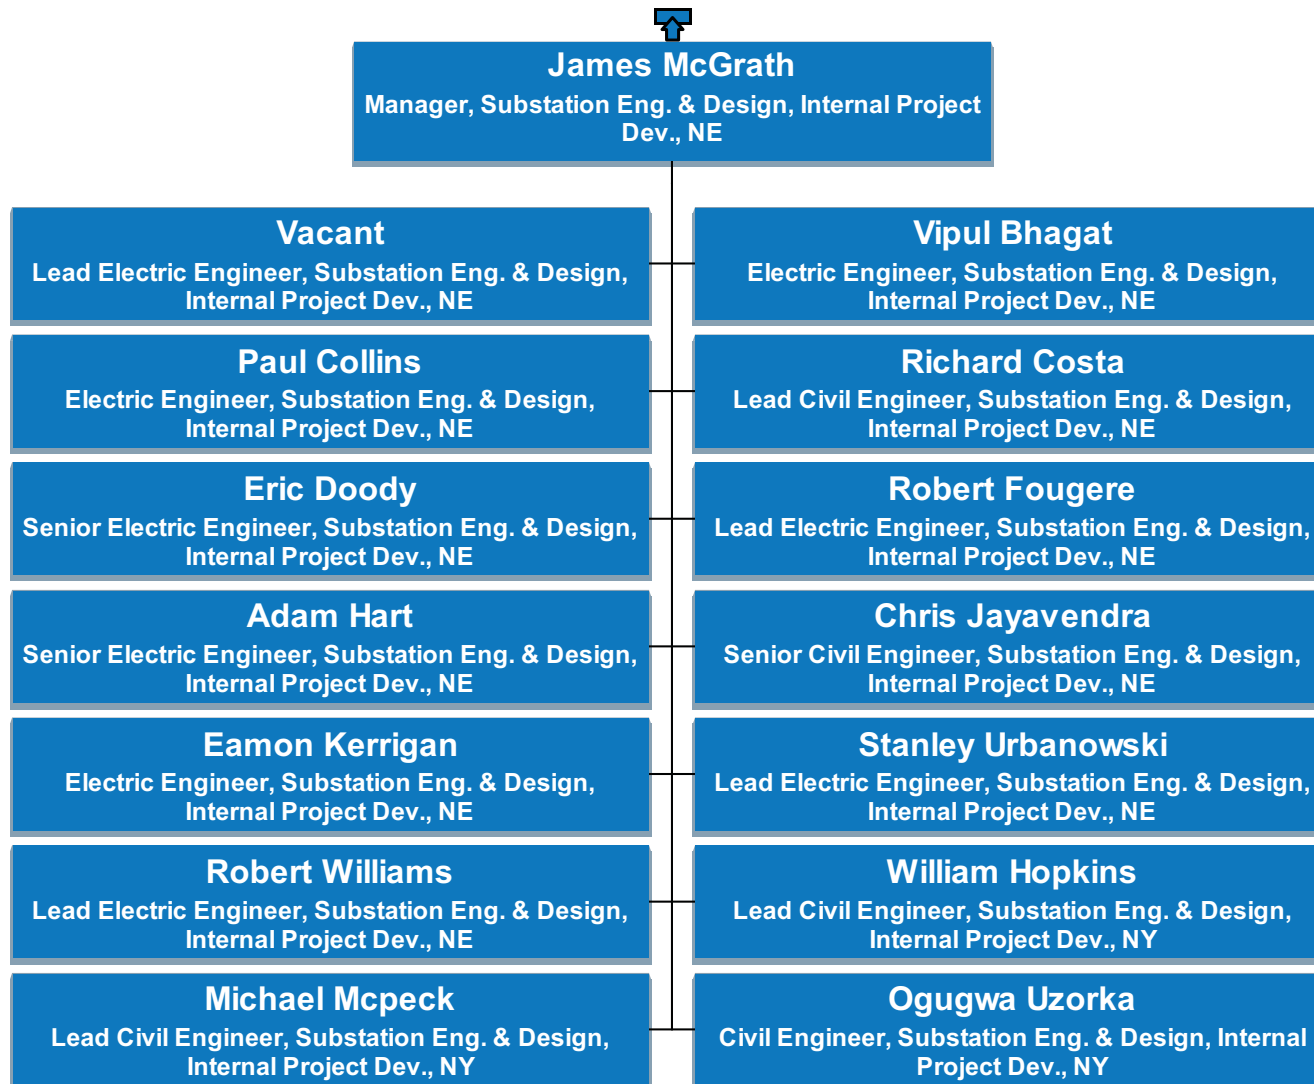 James McGrath
Manager, Substation Eng. & Design, Internal Project
Dev., NE
Vacant
Lead Electric Engineer, Substation Eng. & Design,
Internal Project Dev., NE
Vipul Bhagat
Electric Engineer, Substation Eng. & Design,
Internal Project Dev., NE
Paul Collins
Electric Engineer, Substation Eng. & Design,
Internal Project Dev., NE
Richard Costa
Lead Civil Engineer, Substation Eng. & Design,
Internal Project Dev., NE
Eric Doody
Senior Electric Engineer, Substation Eng. & Design,
Internal Project Dev., NE
Robert Fougere
Lead Electric Engineer, Substation Eng. & Design,
Internal Project Dev., NE
Adam Hart
Senior Electric Engineer, Substation Eng. & Design,
Internal Project Dev., NE
Chris Jayavendra
Senior Civil Engineer, Substation Eng. & Design,
Internal Project Dev., NE
Eamon Kerrigan
Electric Engineer, Substation Eng. & Design,
Internal Project Dev., NE
Stanley Urbanowski
Lead Electric Engineer, Substation Eng. & Design,
Internal Project Dev., NE
Robert Williams
Lead Electric Engineer, Substation Eng. & Design,
Internal Project Dev., NE
William Hopkins
Lead Civil Engineer, Substation Eng. & Design,
Internal Project Dev., NY
Michael Mcpeck
Lead Civil Engineer, Substation Eng. & Design,
Internal Project Dev., NY
Ogugwa Uzorka
Civil Engineer, Substation Eng. & Design, Internal
Project Dev., NY